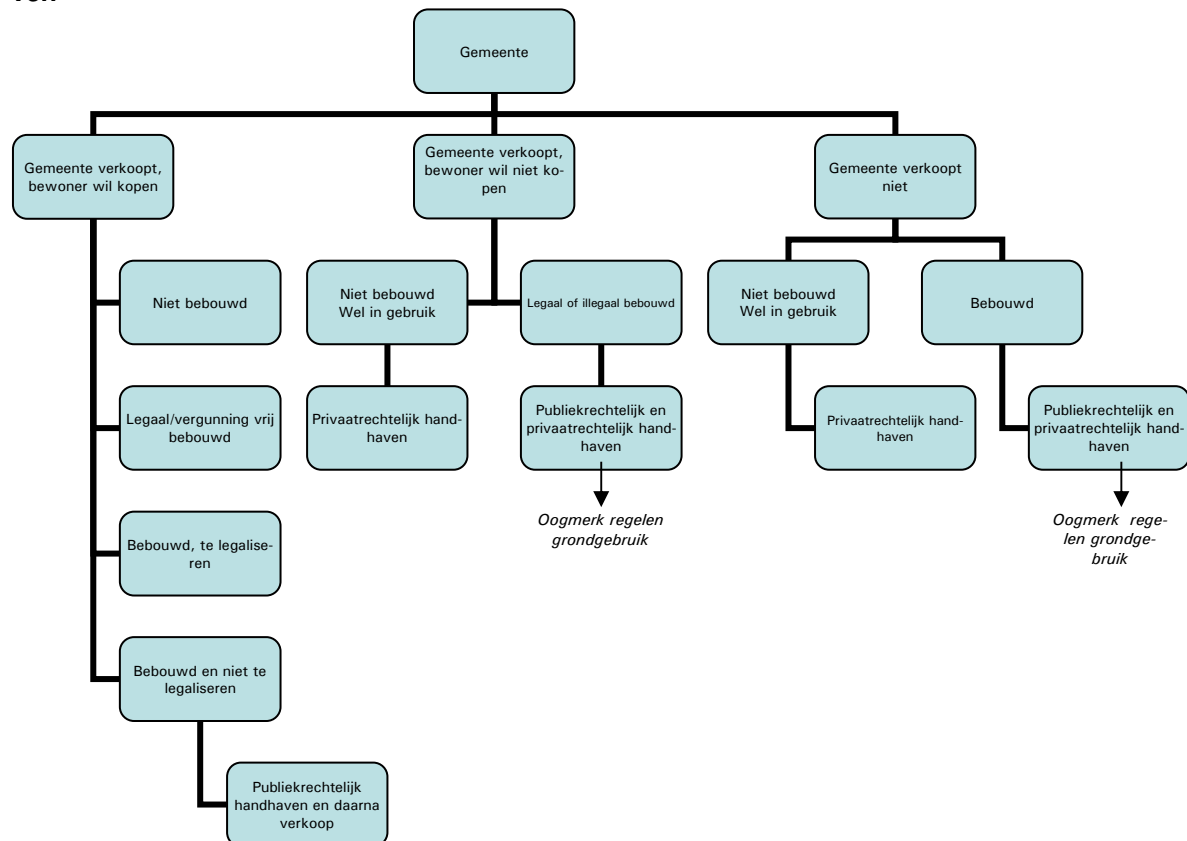 Gemeente
Gemeente verkoopt,
bewoner wil kopen
Gemeente verkoopt,
bewoner wil niet ko-
pen
Gemeente verkoopt
niet
Niet bebouwd
Niet bebouwd
Wel in gebruik
Legaal of illegaal bebouwd
Niet bebouwd
Wel in gebruik
Bebouwd
Legaal/vergunning vrij
bebouwd
Privaatrechtelijk hand-
haven
Publiekrechtelijk en
privaatrechtelijk hand-
haven
Privaatrechtelijk hand-
haven
Publiekrechtelijk en
privaatrechtelijk hand-
haven
Oogmerk regelen
grondgebruik
Oogmerk rege-
len grondge-
bruik
Bebouwd, te legalise-
ren
Bebouwd en niet te
legaliseren
Publiekrechtelijk
handhaven en daarna
verkoop